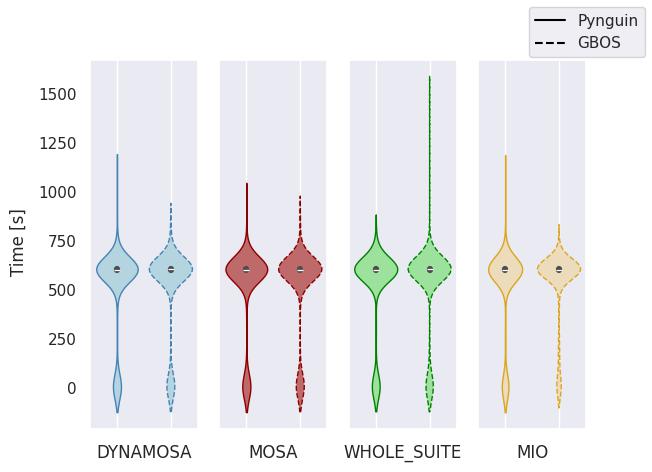 Pynguin
GBOS
1500
1250
1000
750
500
250
0
Time [s]
DYNAMOSA
MOSA
WHOLE_SUITE
MIO